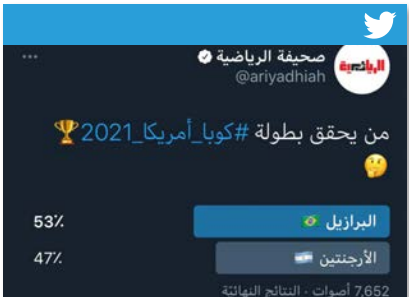 الرياضية
صحيفة الرياضية
@ariyadhiah
من يحقق بطولة #كوبا_أمريكا_2021🏆
🤔
البرازيل 🇧🇷 53٪
الأرجنتين 🇦🇷 47٪
7,652 أصوات · النتائج النهائية